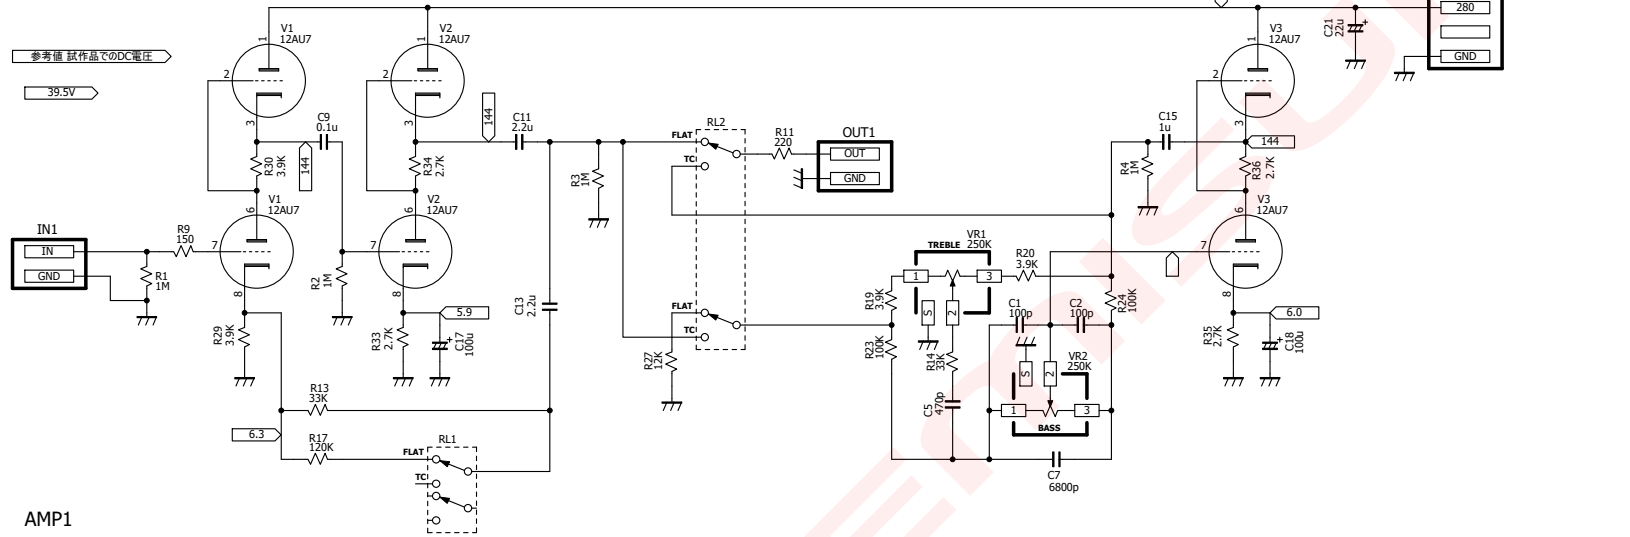 参考値 試作品でのDC電圧
39.5V
V1
12AU7
1
2
3
V2
12AU7
1
2
3
V3
12AU7
1
2
3
C21
22u
280
GND
C9
0.1u
144
R30
3.9K
144
C11
2.2u
R34
2.7K
RL2
FLAT
TC
R11
220
OUT1
OUT
GND
R3
1M
C15
1u
144
R4
1M
R36
2.7K
IN1
IN
GND
R9
150
R1
1M
V1
12AU7
6
7
8
R2
1M
V2
12AU7
6
7
8
V3
12AU7
6
7
8
R29
3.9K
R33
2.7K
5.9
C17
100u
C13
2.2u
FLAT
TC
R27
12K
VR1
250K
TREBLE
1
3
S
2
R20
3.9K
R19
3.9K
R23
100K
R14
33K
C5
470p
C1
100p
C2
100p
R24
100K
VR2
250K
S
2
1
3
BASS
C7
6800p
R35
2.7K
6.0
C18
100u
R13
33K
6.3
R17
120K
RL1
FLAT
TC
AMP1